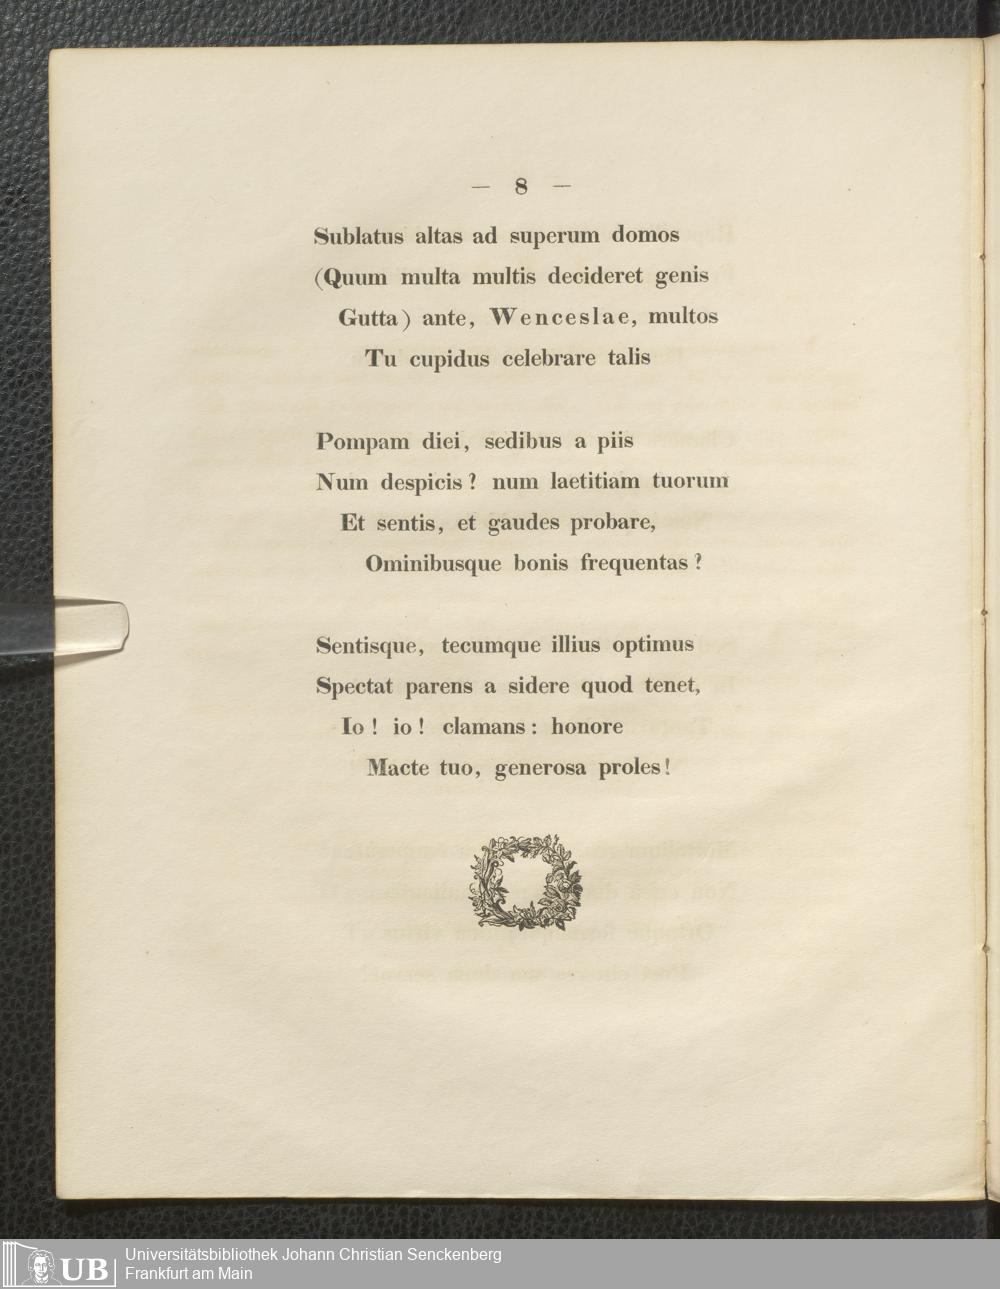 — 8 —
Sublatus altas ad superum domos
(Quum multa multis decideret genis
Gutta) ante, Wenceslae, multos
Tu cupidus celebrare talis
Pompam diei, sedibus a piis
Num despicis? num laetitiam tuorum
Et sentis, et gaudes probare,
Ominibusque bonis frequentas?
Sentisque, tecumque illius optimus
Spectat parens a sidere quod tenet,
Io! io! clamans: honore
Macte tuo, generosa proles!
UB
Universitätsbibliothek Johann Christian Senckenberg
Frankfurt am Main